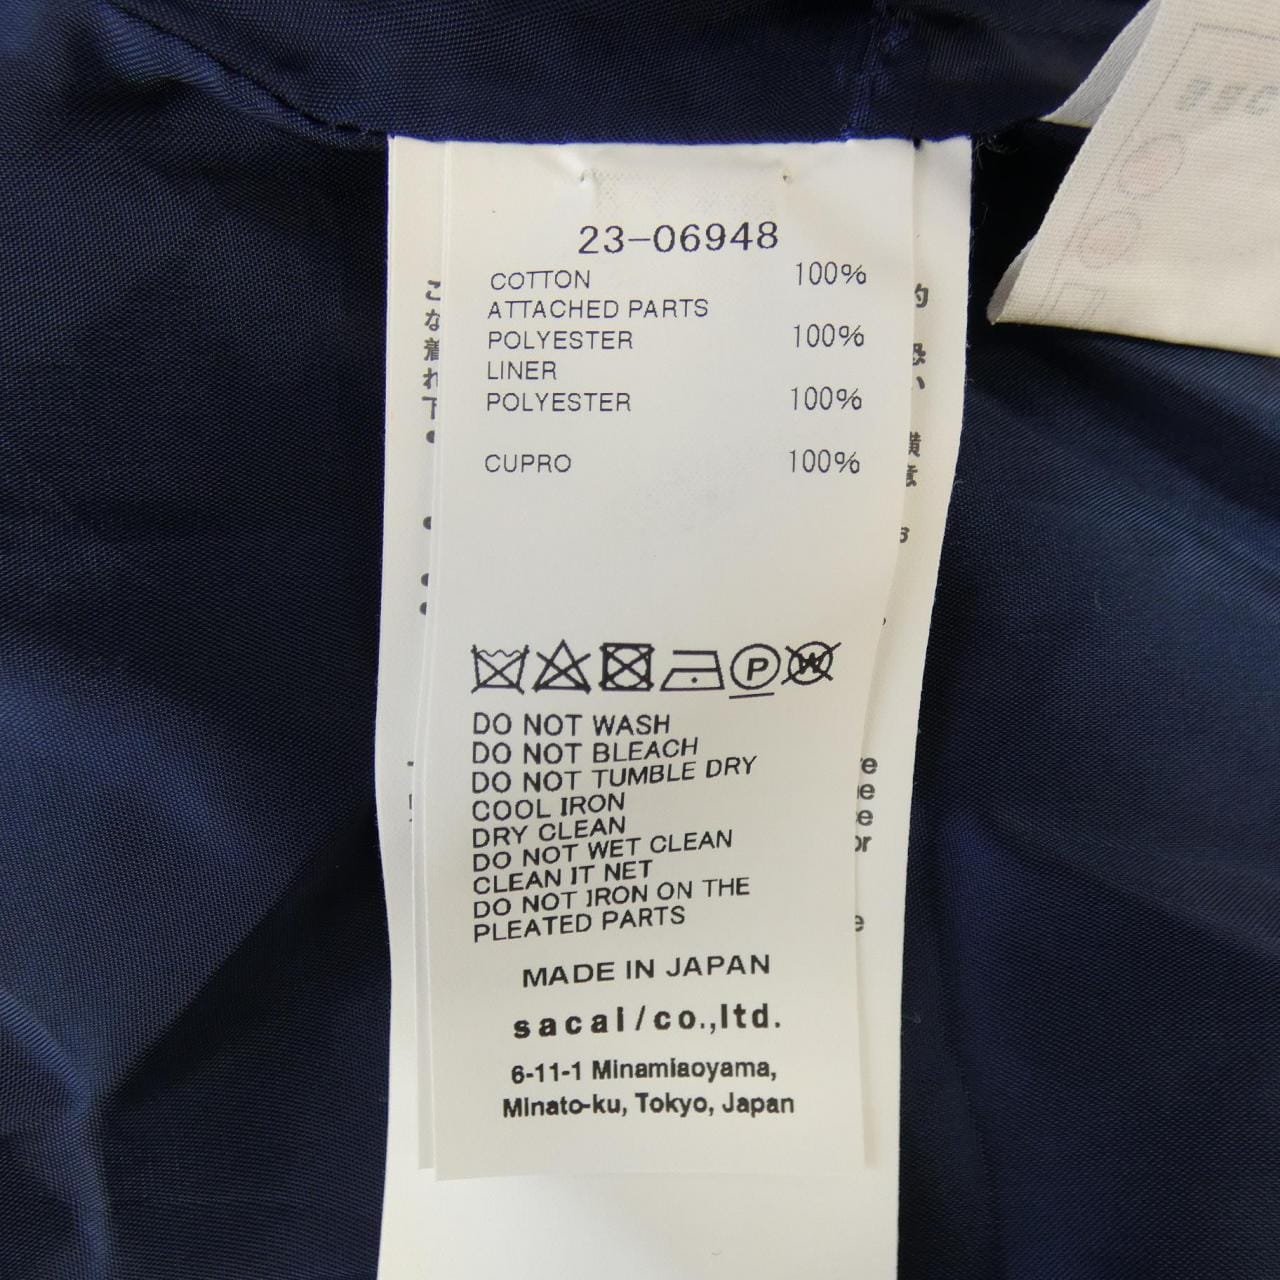 23-06948
COTTON 100%
ATTACHED PARTS
POLYESTER 100%
LINER
POLYESTER 100%
CUPRO 100%
P W
DO NOT WASH
DO NOT BLEACH
DO NOT TUMBLE DRY
COOL IRON
DRY CLEAN
DO NOT WET CLEAN
CLEAN IT NET
DO NOT IRON ON THE
PLEATED PARTS
MADE IN JAPAN
sacai/co.,ltd.
6-11-1 Minamiaoyama,
Minato-ku, Tokyo, Japan